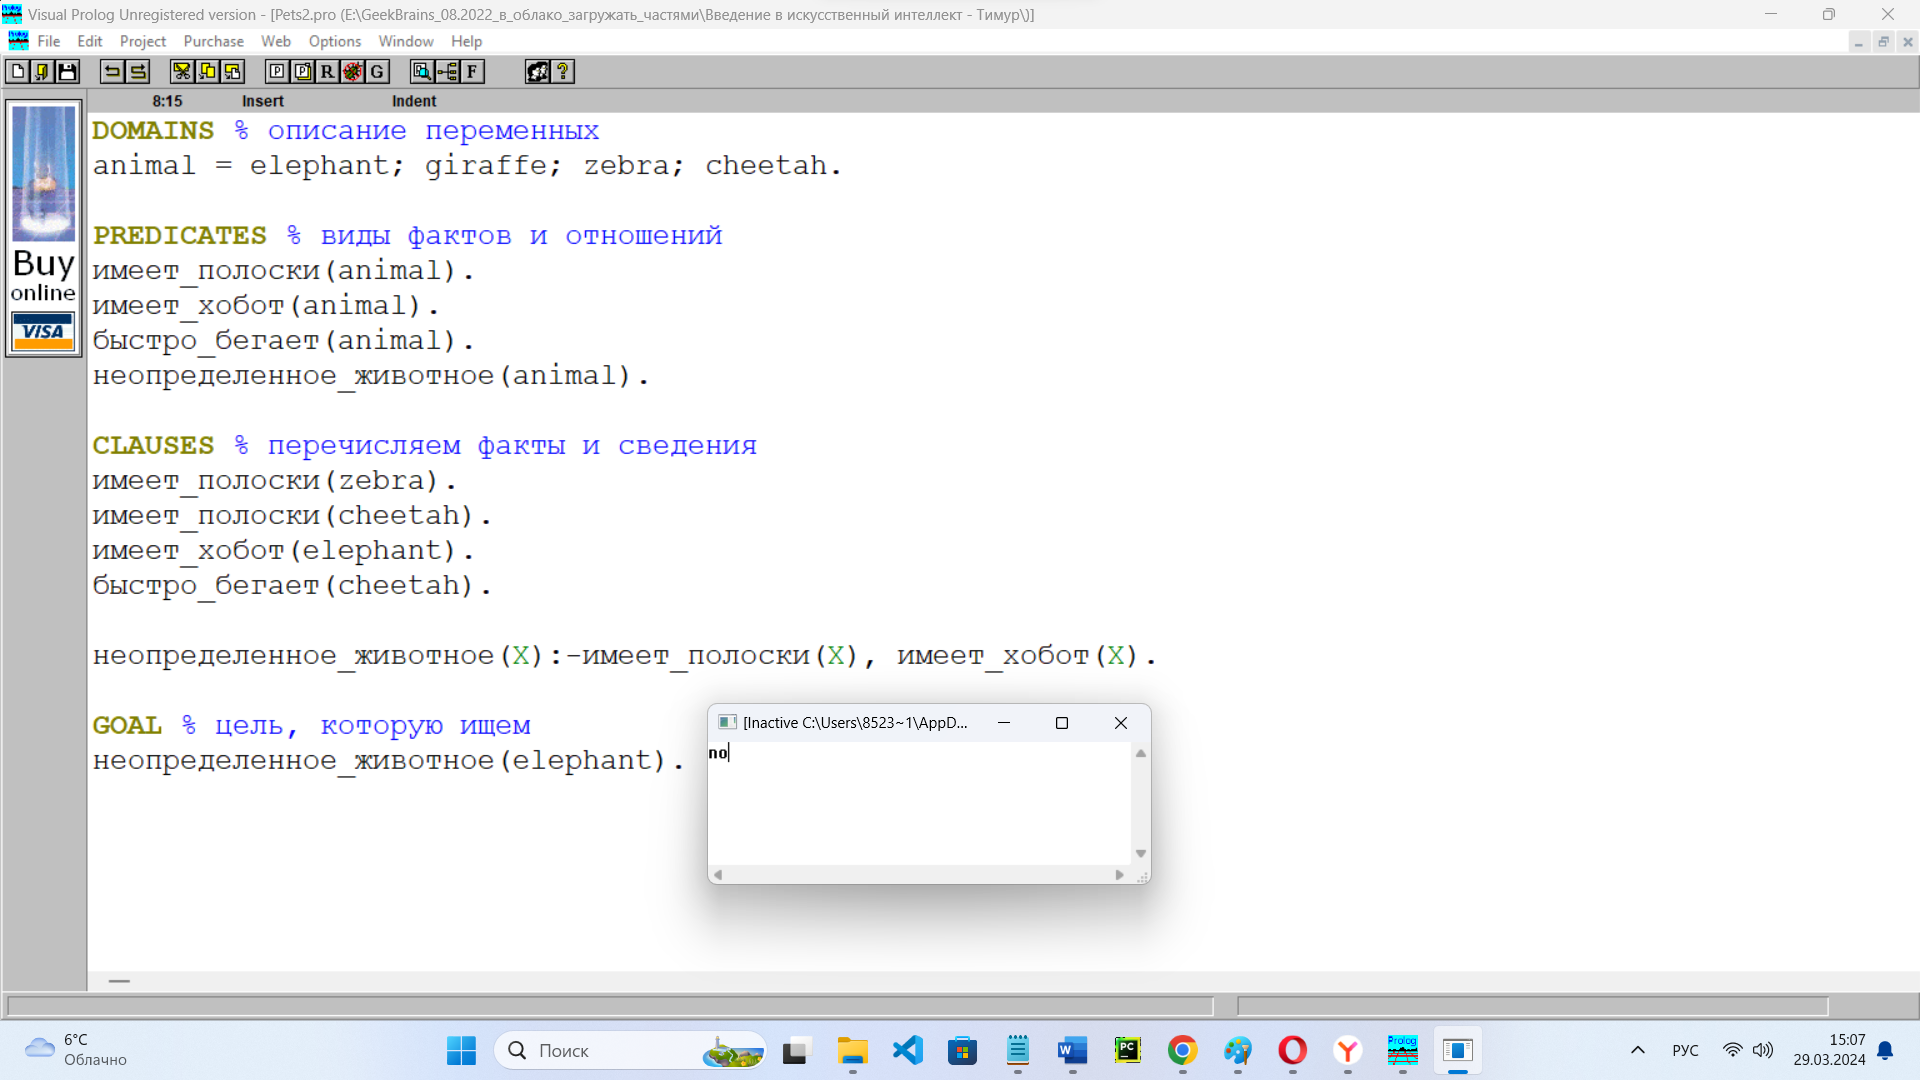 Visual Prolog Unregistered version - [Pets2.pro (E:\GeekBrains_08.2022_в_облако_загружать_частями\Введение в искусственный интеллект - Тимур\)]
File Edit Project Purchase Web Options Window Help
P P R G F ?
8:15 Insert Indent
Buy
online
VISA
DOMAINS % описание переменных
animal = elephant; giraffe; zebra; cheetah.
PREDICATES % виды фактов и отношений
имеет_полоски(animal).
имеет_хобот(animal).
быстро_бегает(animal).
неопределенное_животное(animal).
CLAUSES % перечисляем факты и сведения
имеет_полоски(zebra).
имеет_полоски(cheetah).
имеет_хобот(elephant).
быстро_бегает(cheetah).
неопределенное_животное(X):-имеет_полоски(X), имеет_хобот(X).
GOAL % цель, которую ищем
неопределенное_животное(elephant).
[Inactive C:\Users\8523~1\AppD...
no
6°C
Облачно
Поиск
W
PC
Prolog
РУС
15:07
29.03.2024